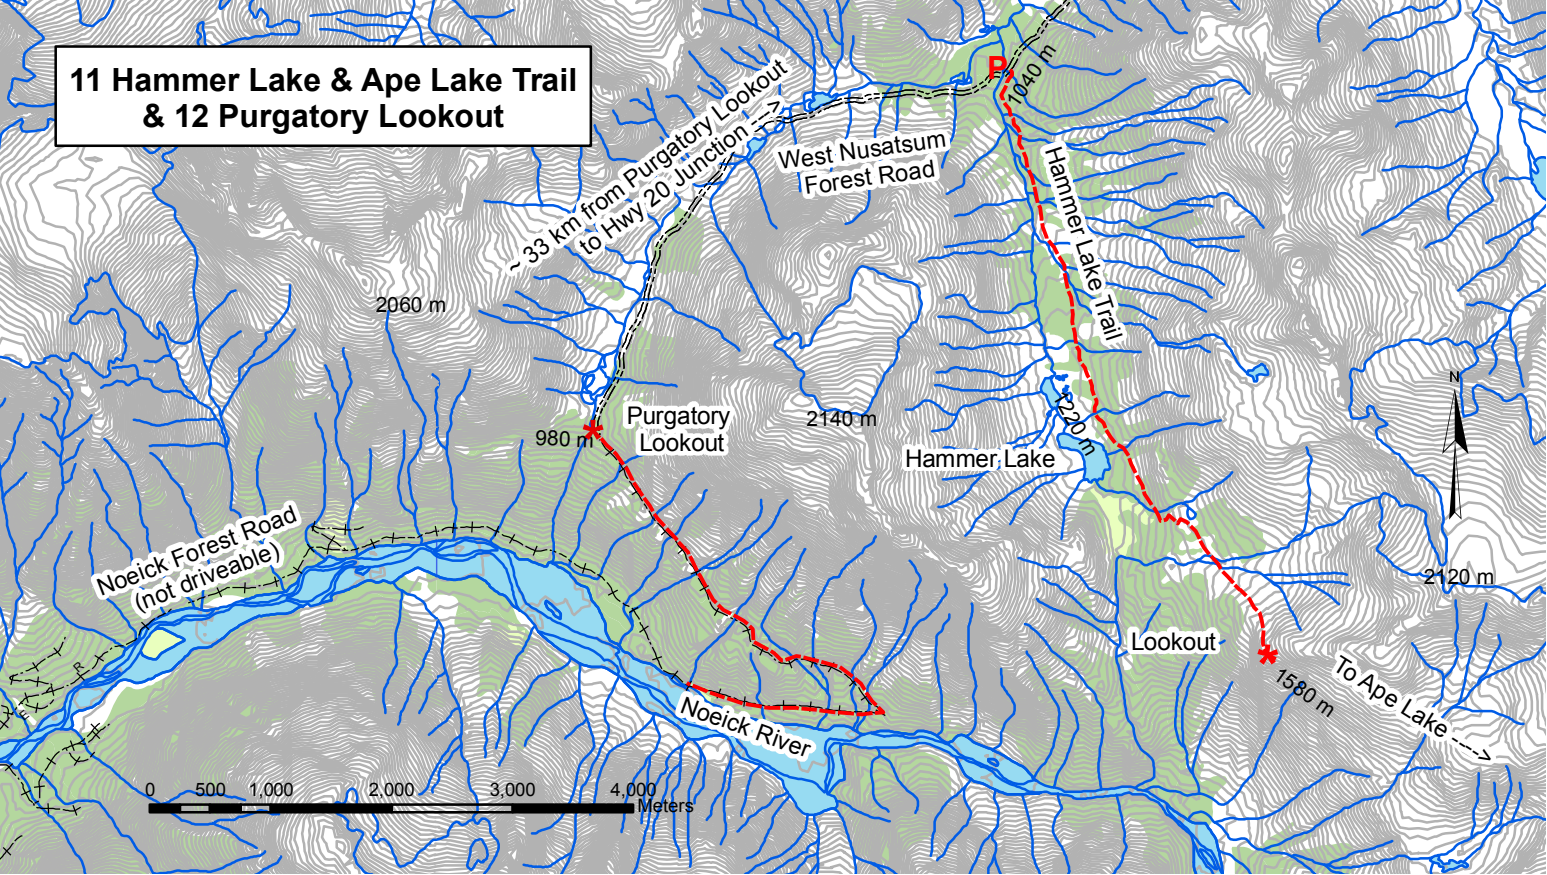 11 Hammer Lake & Ape Lake Trail
& 12 Purgatory Lookout
~ 33 km from Purgatory Lookout
to Hwy 20 Junction --->
P
1040 m
West Nusatsum
Forest Road
Hammer Lake Trail
2060 m
N
980 m
Purgatory
Lookout
2140 m
1220 m
Hammer Lake
Noeick Forest Road
(not driveable)
2120 m
Lookout
1580 m
To Ape Lake ---->
Noeick River
0 500 1,000 2,000 3,000 4,000
Meters